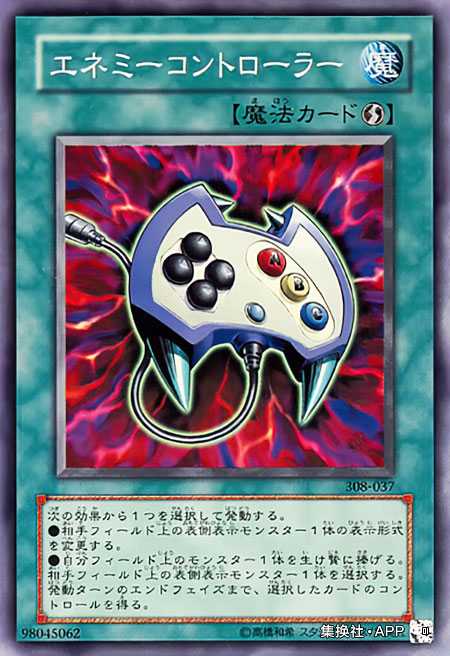 エネミーコントローラー
魔
【魔法カード】
A
B
C
308-037
次の効果から1つを選択して発動する。
●相手フィールド上の表側表示モンスター1体の表示形式
を変更する。
●自分フィールド上のモンスター1体を生け贄に捧げる。
相手フィールド上の表側表示モンスター1体を選択する。
発動ターンのエンドフェイズまで、選択したカードのコン
トロールを得る。
98045062
©高橋和希 スタ
集英社・APP